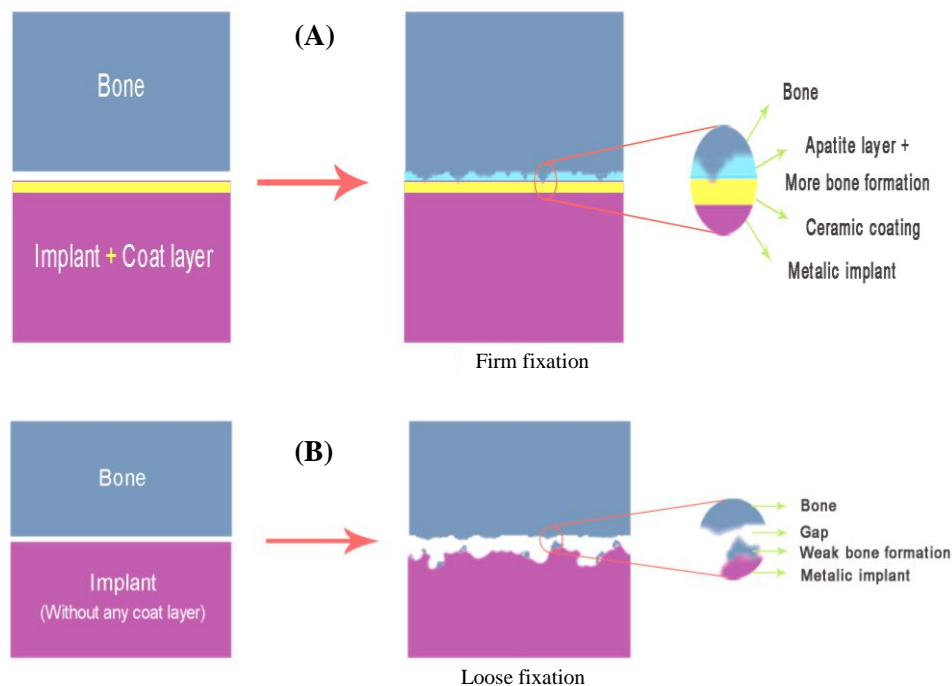 (A)
Bone
Implant + Coat layer
Bone
Apatite layer +
More bone formation
Ceramic coating
Metalic implant
Firm fixation
(B)
Bone
Implant
(Without any coat layer)
Bone
Gap
Weak bone formation
Metalic implant
Loose fixation